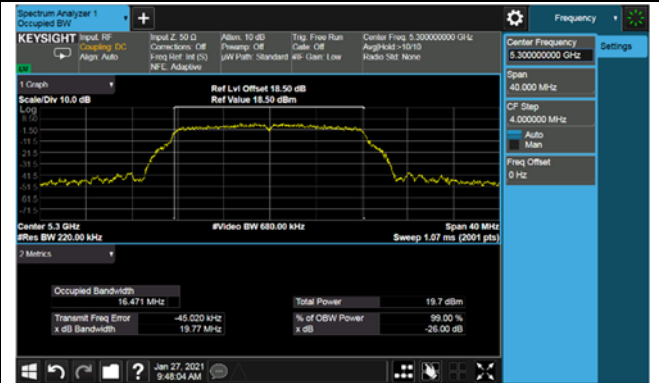 Spectrum Analyzer 1
Occupied BW
+
Frequency
KEYSIGHT
Input: RF
Coupling: DC
Align: Auto
Input Z: 50 Ω
Corrections: Off
Freq Ref: Int (S)
NFE: Adaptive
Atten: 10 dB
Preamp: Off
µW Path: Standard
Trig: Free Run
Gate: Off
#IF Gain: Low
Center Freq: 5.300000000 GHz
Avg|Hold:>10/10
Radio Std: None
Center Frequency
5.300000000 GHz
Settings
Span
40.000 MHz
CF Step
4.000000 MHz
Auto
Man
Freq Offset
0 Hz
1 Graph
Scale/Div 10.0 dB
Ref Lvl Offset 18.50 dB
Ref Value 18.50 dBm
Log
8.50
-1.50
-11.5
-21.5
-31.5
-41.5
-51.5
-61.5
-71.5
Center 5.3 GHz
#Res BW 220.00 kHz
#Video BW 680.00 kHz
Span 40 MHz
Sweep 1.07 ms (2001 pts)
2 Metrics
Occupied Bandwidth
16.471 MHz
Total Power 19.7 dBm
Transmit Freq Error -45.020 kHz
% of OBW Power 99.00 %
x dB Bandwidth 19.77 MHz
x dB -26.00 dB
?
Jan 27, 2021
9:48:04 AM